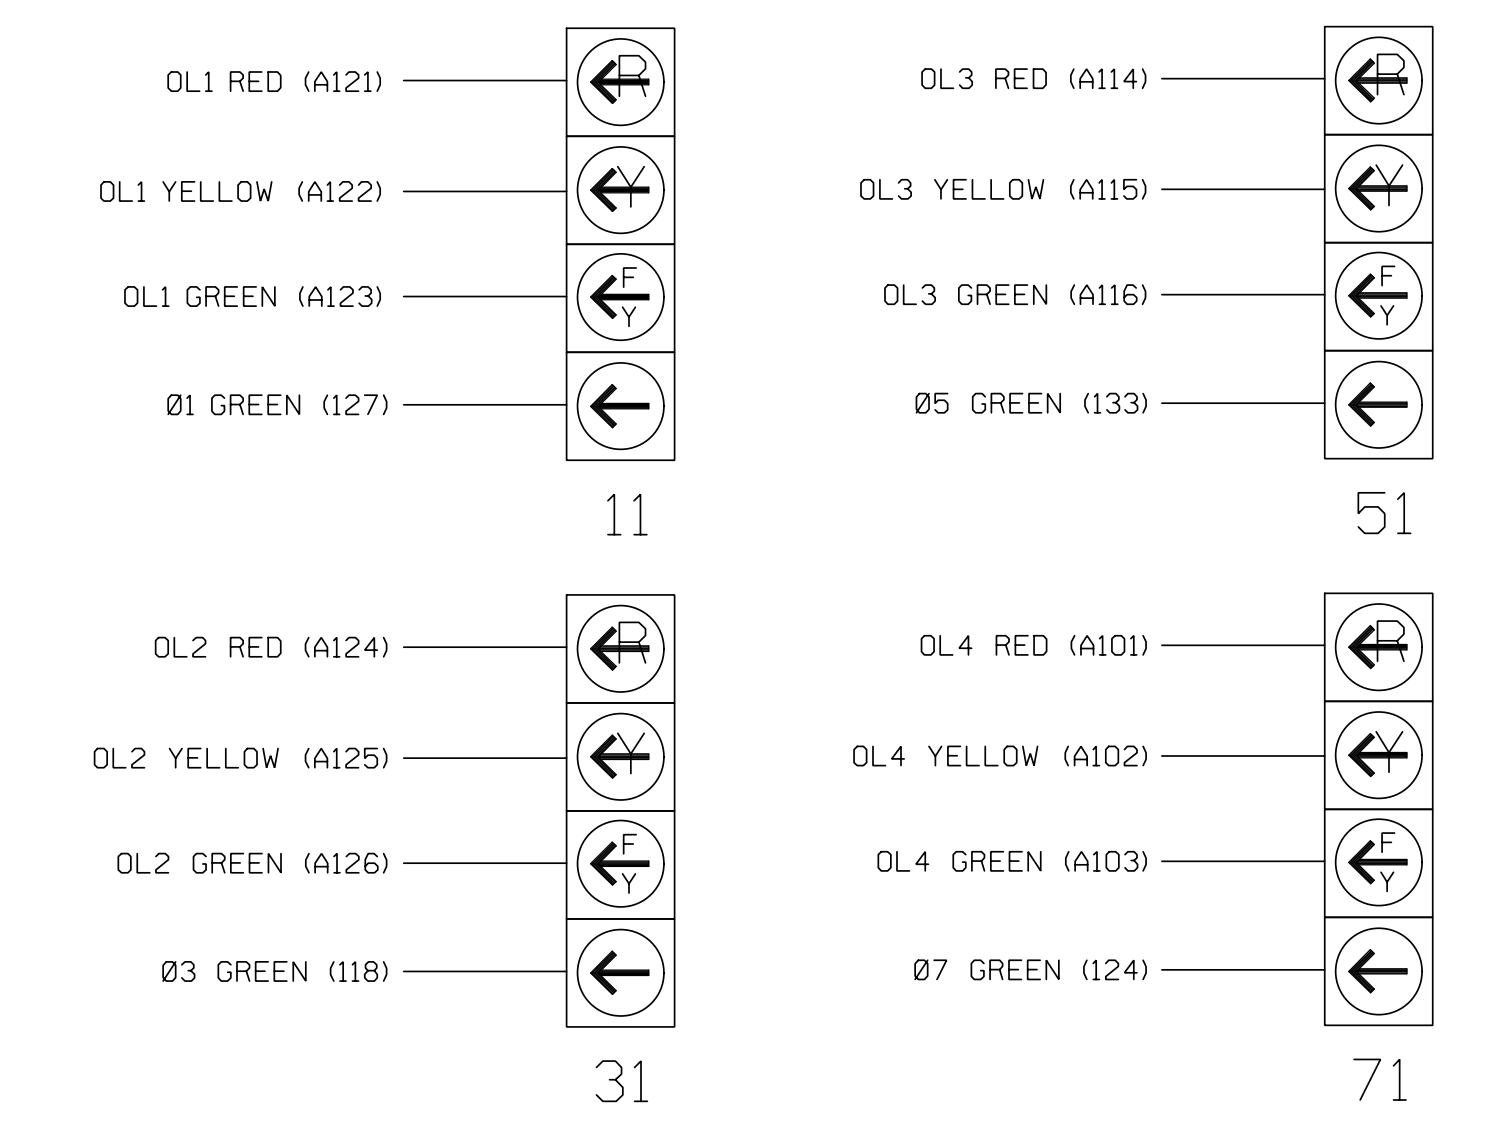 OL1 RED (A121)
R
OL1 YELLOW (A122)
Y
OL1 GREEN (A123)
F
Y
Ø1 GREEN (127)
11
OL3 RED (A114)
R
OL3 YELLOW (A115)
Y
OL3 GREEN (A116)
F
Y
Ø5 GREEN (133)
51
OL2 RED (A124)
R
OL2 YELLOW (A125)
Y
OL2 GREEN (A126)
F
Y
Ø3 GREEN (118)
31
OL4 RED (A101)
R
OL4 YELLOW (A102)
Y
OL4 GREEN (A103)
F
Y
Ø7 GREEN (124)
71